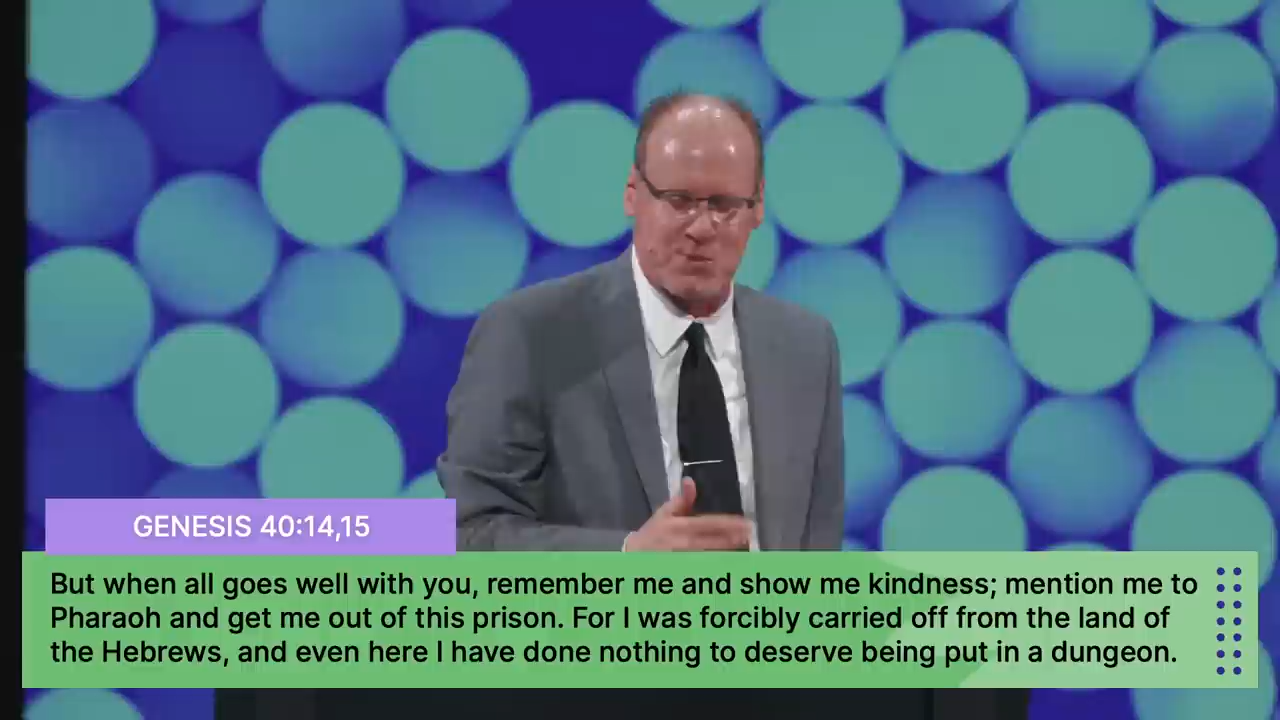 GENESIS 40:14,15
But when all goes well with you, remember me and show me kindness; mention me to
Pharaoh and get me out of this prison. For I was forcibly carried off from the land of
the Hebrews, and even here I have done nothing to deserve being put in a dungeon.